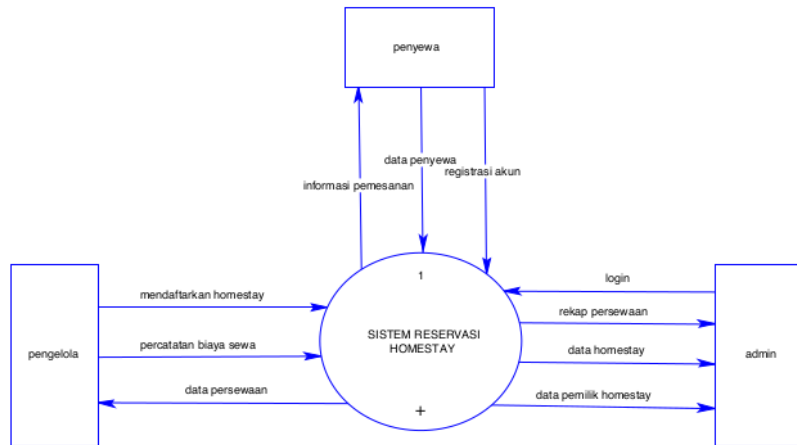 penyewa
data penyewa
registrasi akun
informasi pemesanan
1
mendaftarkan homestay
login
rekap persewaan
SISTEM RESERVASI
HOMESTAY
pengelola
percatatan biaya sewa
data homestay
admin
data persewaan
data pemilik homestay
+